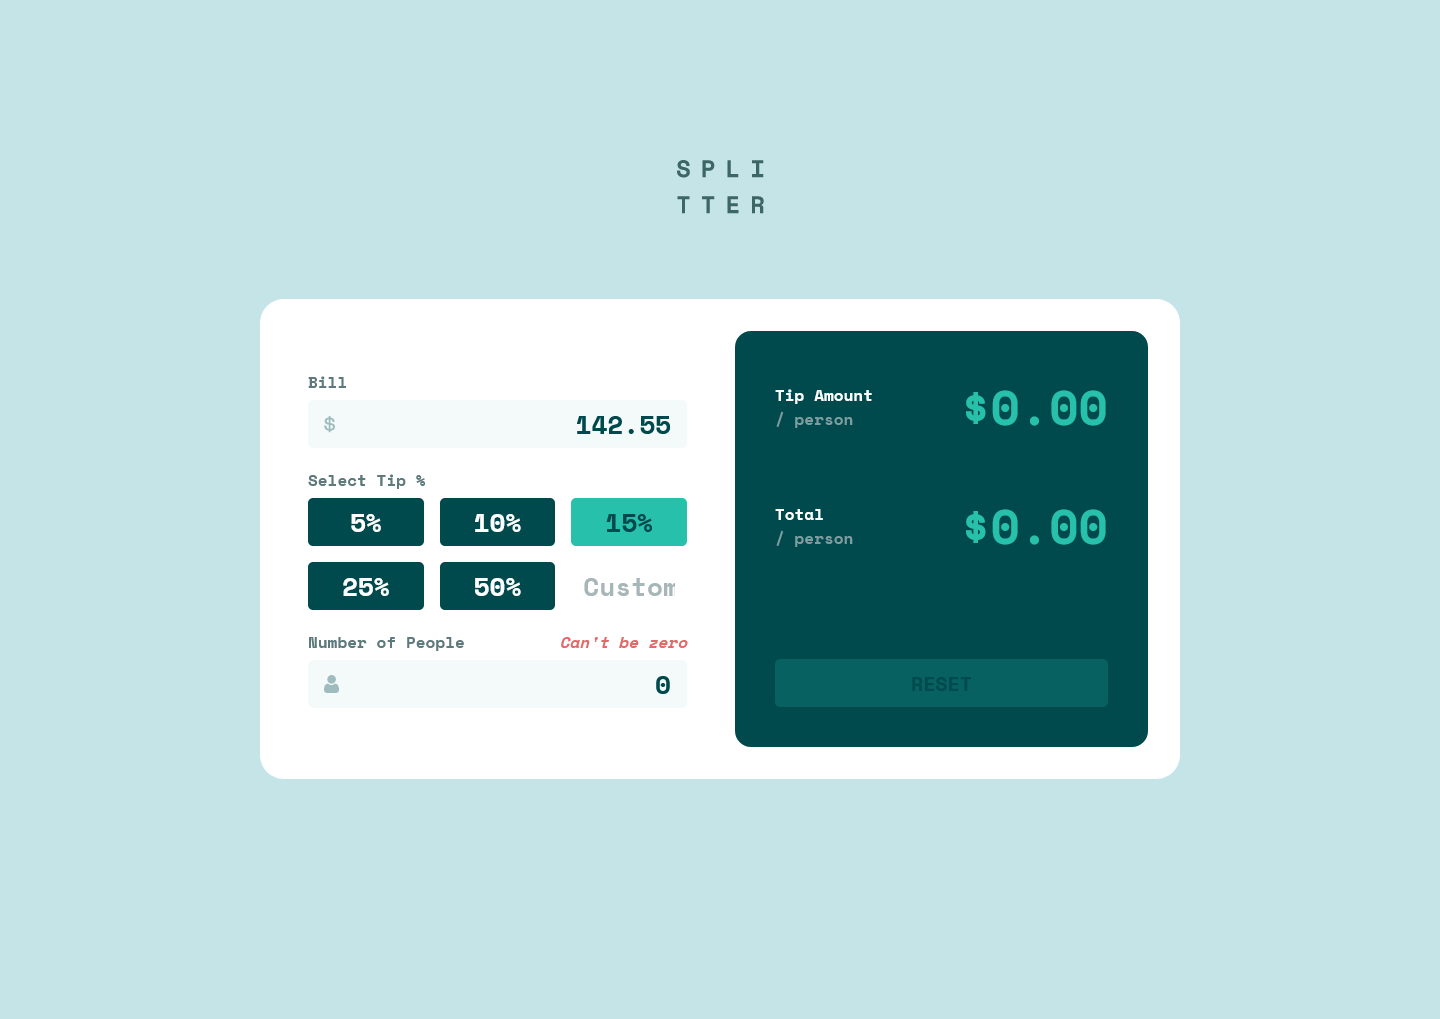 SPLI
TTER
Bill
$ 142.55
Select Tip %
5% 10% 15%
25% 50% Custom
Number of People Can't be zero
0
Tip Amount
/ person
$0.00
Total
/ person
$0.00
RESET